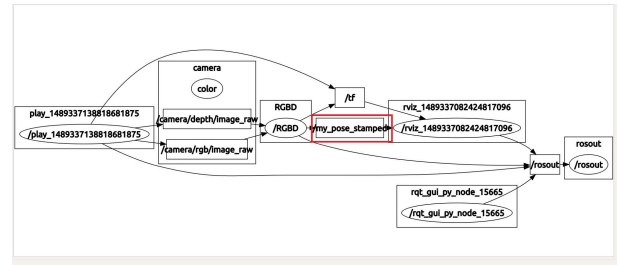 camera
color
play_1489337138818681875
/play_1489337138818681875
/camera/depth/image_raw
/camera/rgb/image_raw
RGBD
/RGBD
/tf
/my_pose_stamped
rviz_1489337082424817096
/rviz_1489337082424817096
rosout
/rosout
/rosout
rqt_gui_py_node_15665
/rqt_gui_py_node_15665